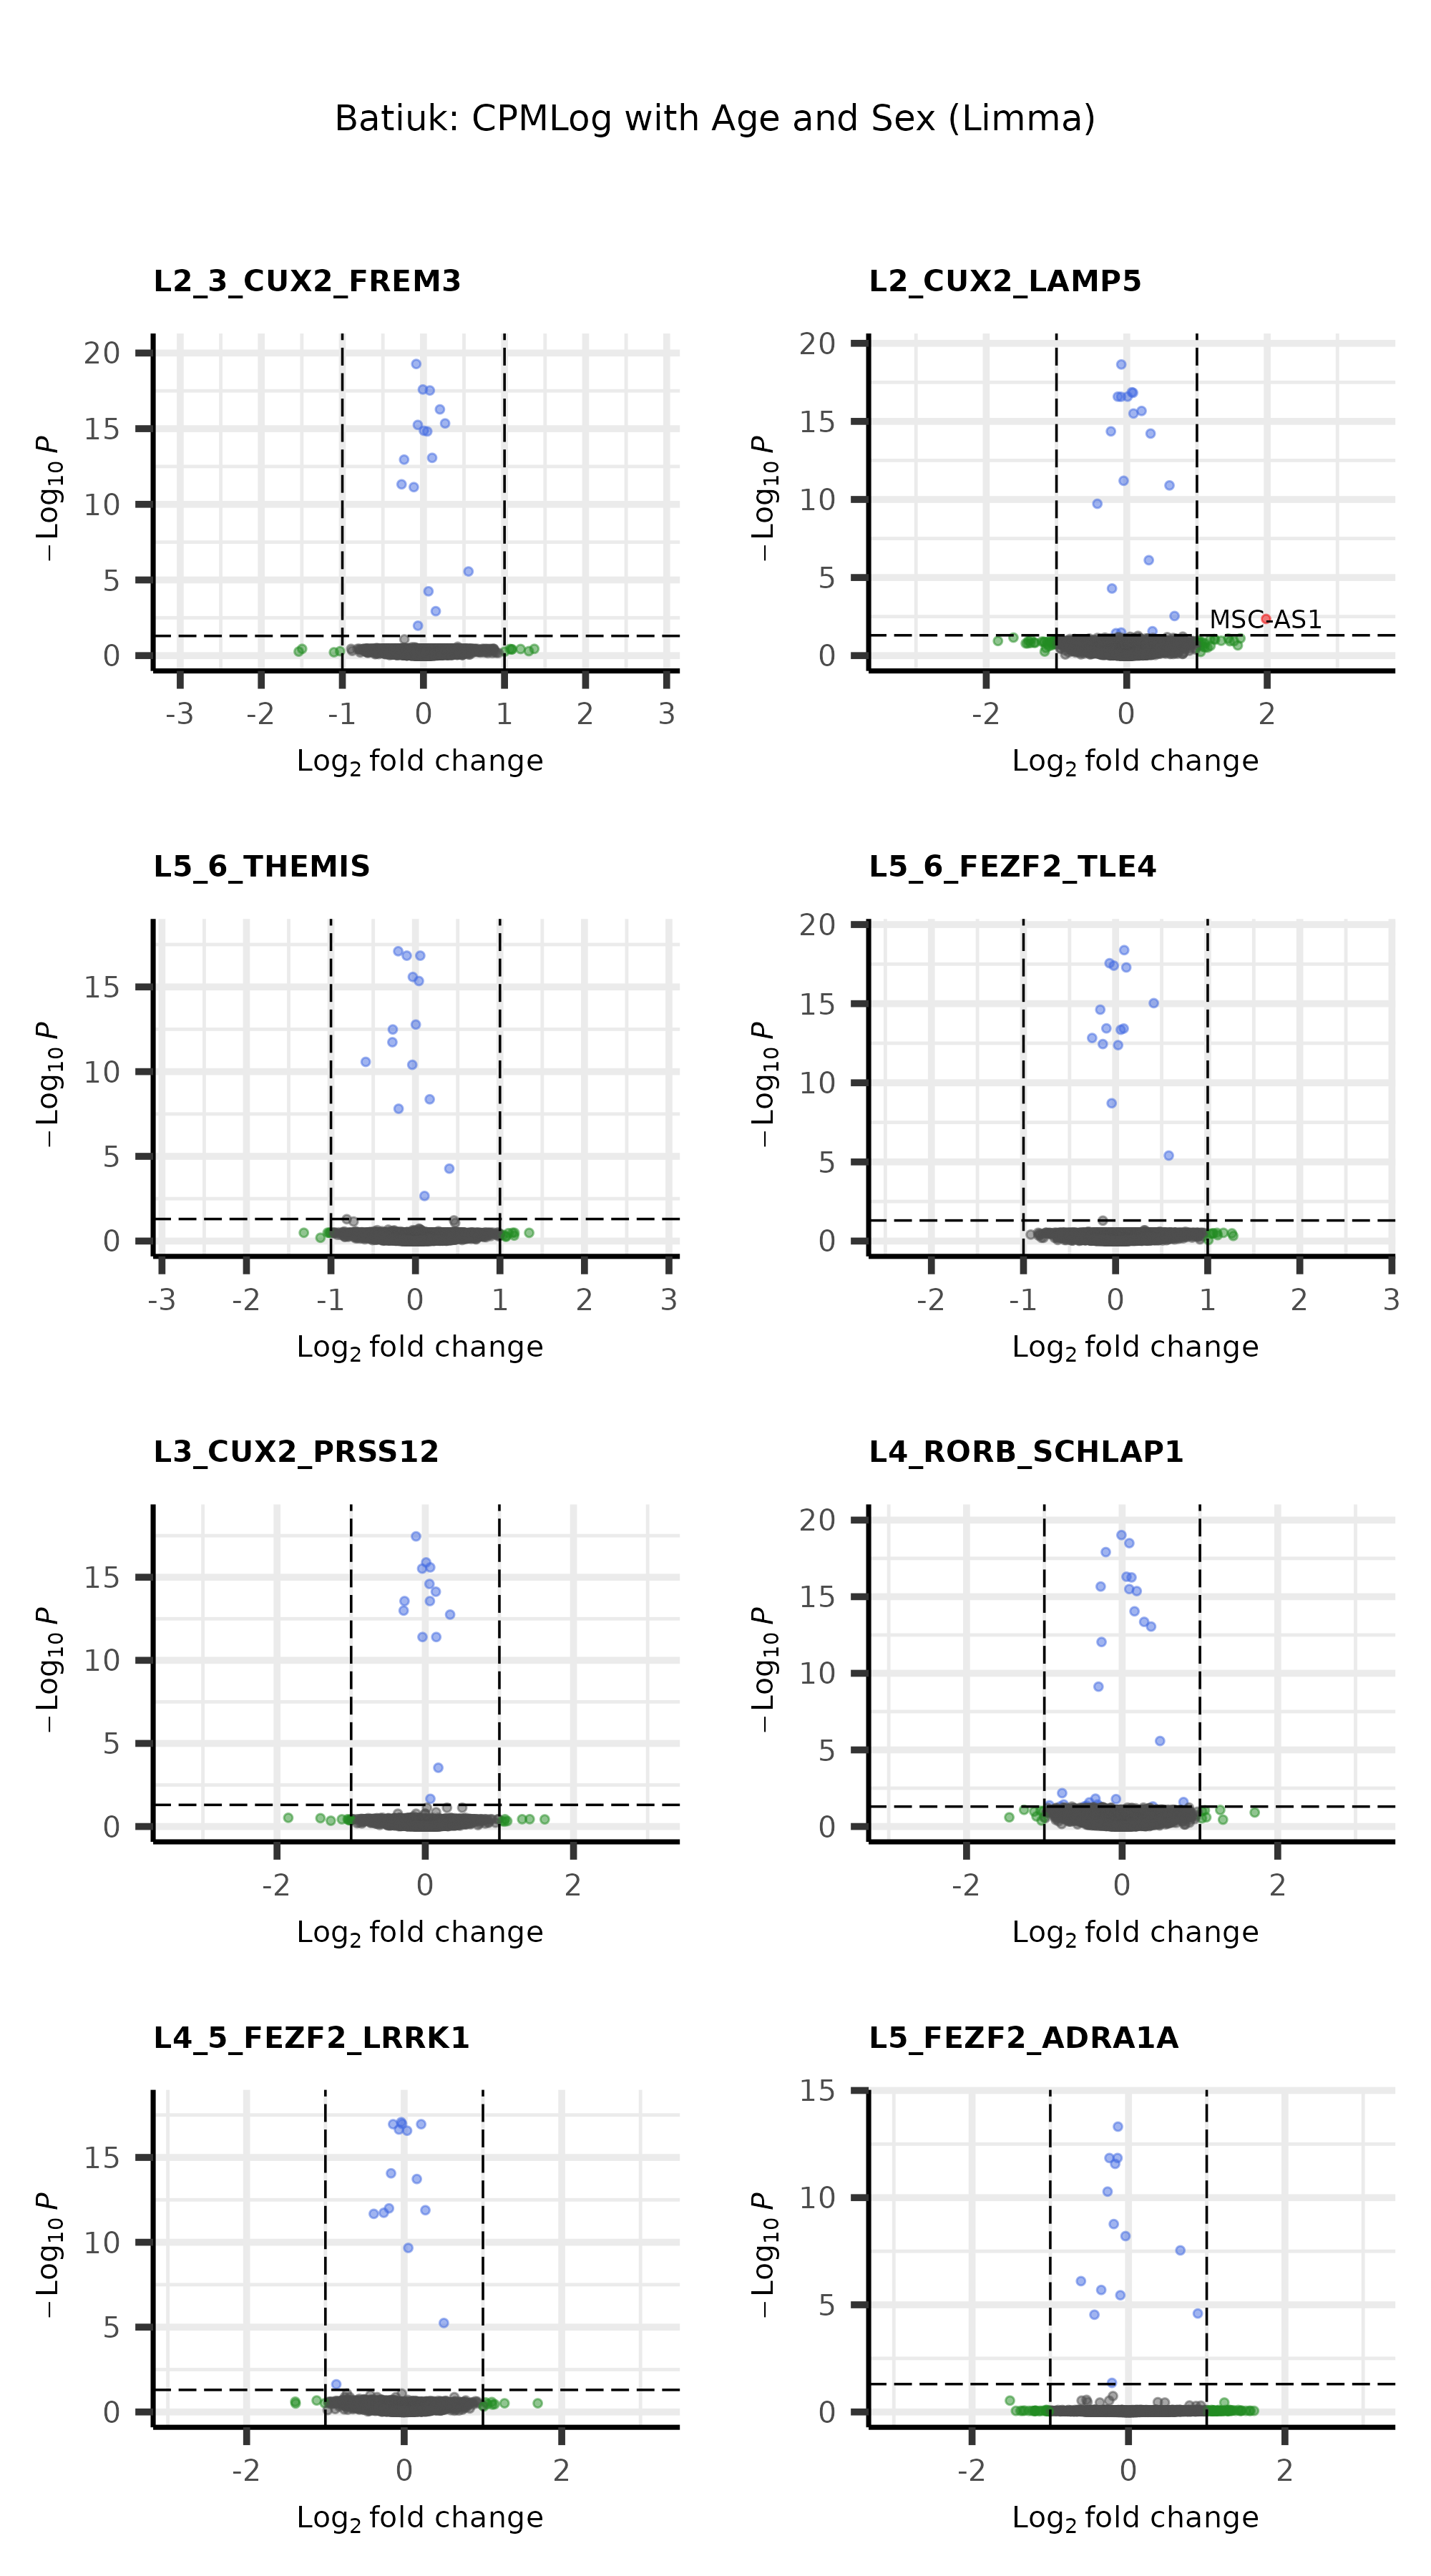 Batiuk: CPMLog with Age and Sex (Limma)
L2_3_CUX2_FREM3
20
15
10
5
0
-3 -2 -1 0 1 2 3
−Log10 P
Log2 fold change
L2_CUX2_LAMP5
20
15
10
5
0
MSC-AS1
-2 0 2
−Log10 P
Log2 fold change
L5_6_THEMIS
15
10
5
0
-3 -2 -1 0 1 2 3
−Log10 P
Log2 fold change
L5_6_FEZF2_TLE4
20
15
10
5
0
-2 -1 0 1 2 3
−Log10 P
Log2 fold change
L3_CUX2_PRSS12
15
10
5
0
-2 0 2
−Log10 P
Log2 fold change
L4_RORB_SCHLAP1
20
15
10
5
0
-2 0 2
−Log10 P
Log2 fold change
L4_5_FEZF2_LRRK1
15
10
5
0
-2 0 2
−Log10 P
Log2 fold change
L5_FEZF2_ADRA1A
15
10
5
0
-2 0 2
−Log10 P
Log2 fold change